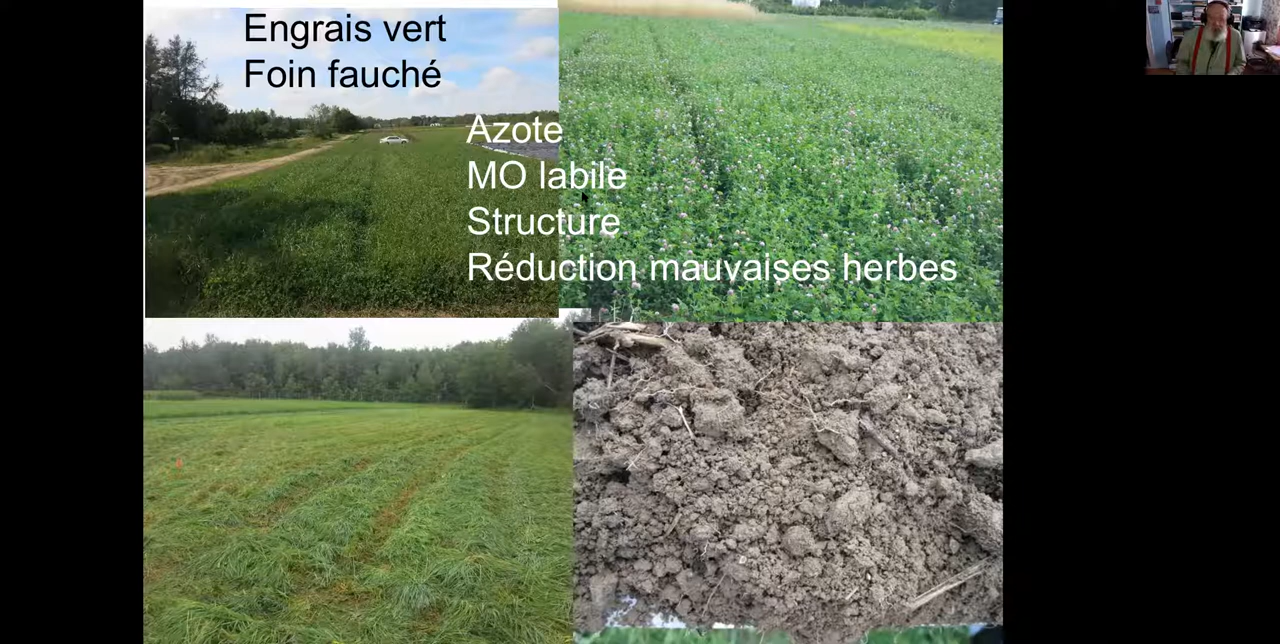 Engrais vert
Foin fauché
Azote
MO labile
Structure
Réduction mauvaises herbes